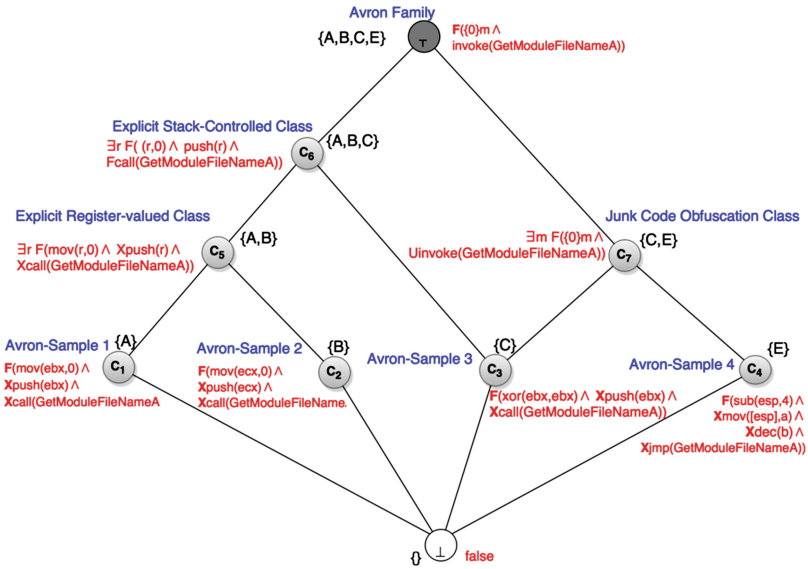 Avron Family
{A,B,C,E}
⊤
F({0}m ∧
invoke(GetModuleFileNameA))
Explicit Stack-Controlled Class
∃r F( (r,0) ∧ push(r) ∧
Fcall(GetModuleFileNameA))
C6
{A,B,C}
Explicit Register-valued Class
∃r F(mov(r,0) ∧ Xpush(r) ∧
Xcall(GetModuleFileNameA))
C5
{A,B}
Junk Code Obfuscation Class
∃m F({0}m ∧
Uinvoke(GetModuleFileNameA))
C7
{C,E}
Avron-Sample 1
{A}
C1
F(mov(ebx,0) ∧
Xpush(ebx) ∧
Xcall(GetModuleFileNameA
Avron-Sample 2
{B}
C2
F(mov(ecx,0) ∧
Xpush(ecx) ∧
Xcall(GetModuleFileName.
Avron-Sample 3
{C}
C3
F(xor(ebx,ebx) ∧ Xpush(ebx) ∧
Xcall(GetModuleFileNameA))
Avron-Sample 4
{E}
C4
F(sub(esp,4) ∧
Xmov([esp],a) ∧
Xdec(b) ∧
Xjmp(GetModuleFileNameA))
{}
⊥
false